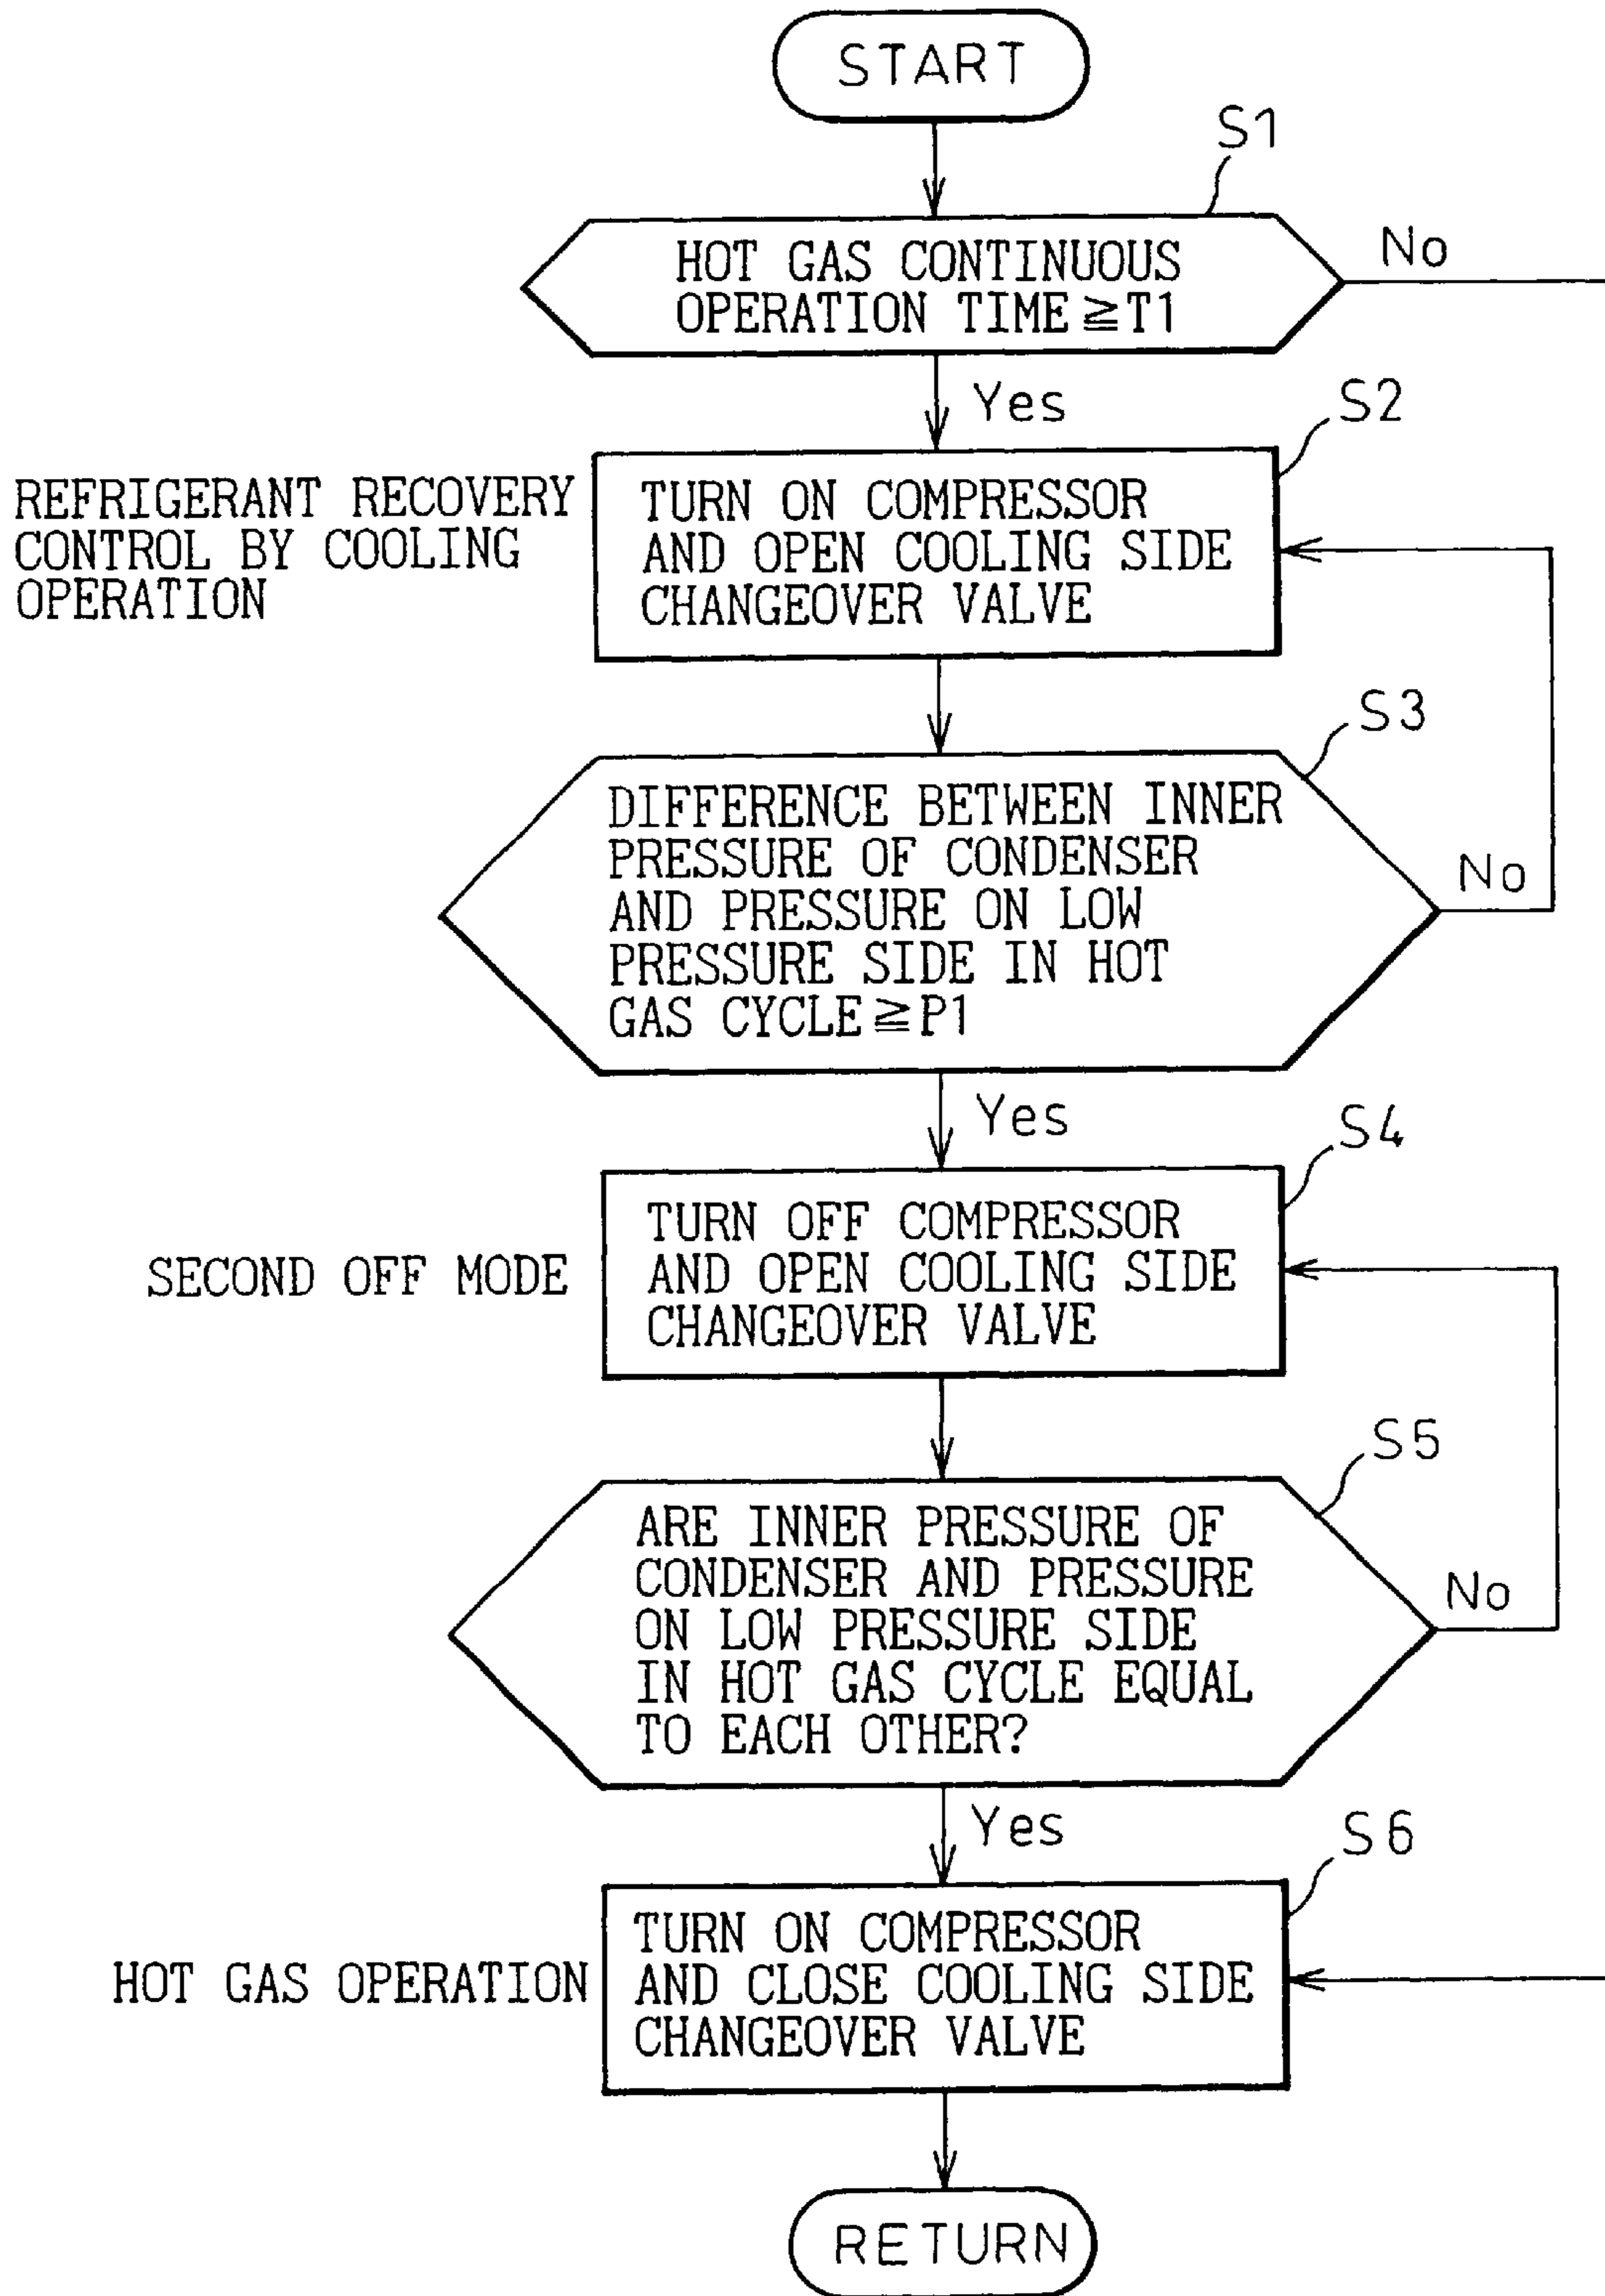 START
S1
HOT GAS CONTINUOUS
OPERATION TIME≧T1
No
Yes
S2
REFRIGERANT RECOVERY
CONTROL BY COOLING
OPERATION
TURN ON COMPRESSOR
AND OPEN COOLING SIDE
CHANGEOVER VALVE
S3
DIFFERENCE BETWEEN INNER
PRESSURE OF CONDENSER
AND PRESSURE ON LOW
PRESSURE SIDE IN HOT
GAS CYCLE≧P1
No
Yes
S4
SECOND OFF MODE
TURN OFF COMPRESSOR
AND OPEN COOLING SIDE
CHANGEOVER VALVE
S5
ARE INNER PRESSURE OF
CONDENSER AND PRESSURE
ON LOW PRESSURE SIDE
IN HOT GAS CYCLE EQUAL
TO EACH OTHER?
No
Yes
S6
HOT GAS OPERATION
TURN ON COMPRESSOR
AND CLOSE COOLING SIDE
CHANGEOVER VALVE
RETURN